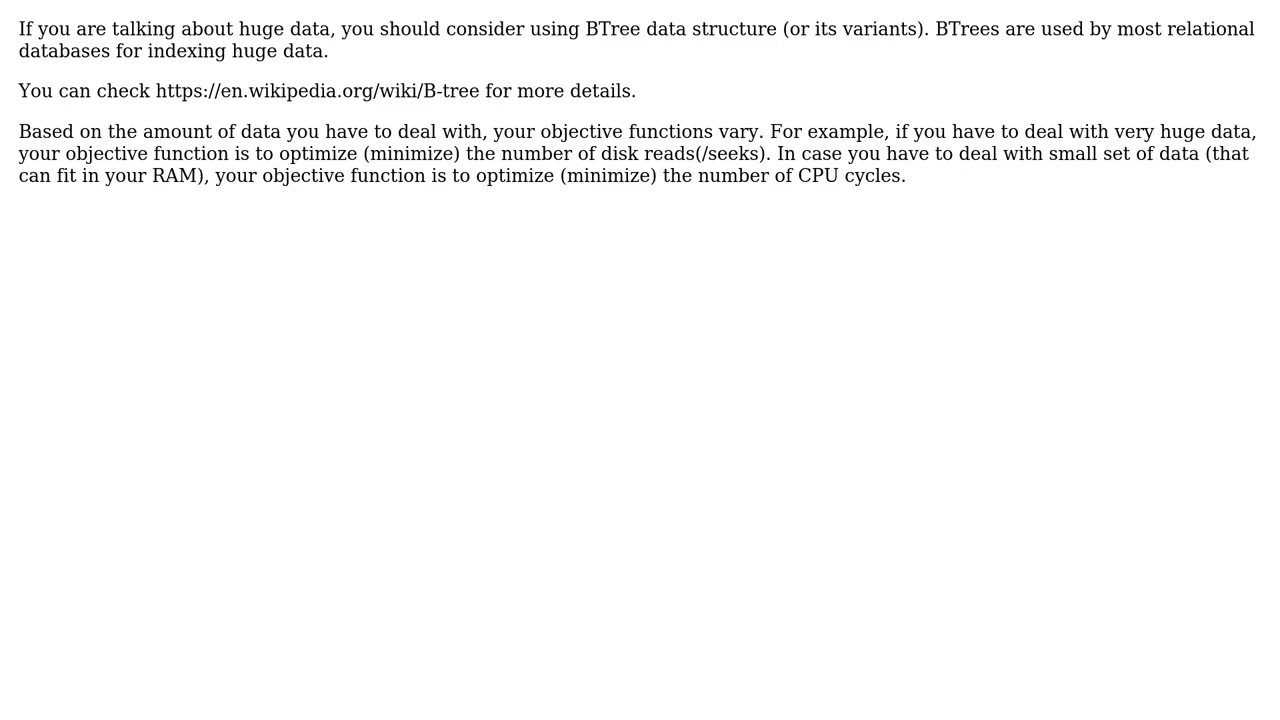 If you are talking about huge data, you should consider using BTree data structure (or its variants). BTrees are used by most relational
databases for indexing huge data.
You can check https://en.wikipedia.org/wiki/B-tree for more details.
Based on the amount of data you have to deal with, your objective functions vary. For example, if you have to deal with very huge data,
your objective function is to optimize (minimize) the number of disk reads(/seeks). In case you have to deal with small set of data (that
can fit in your RAM), your objective function is to optimize (minimize) the number of CPU cycles.